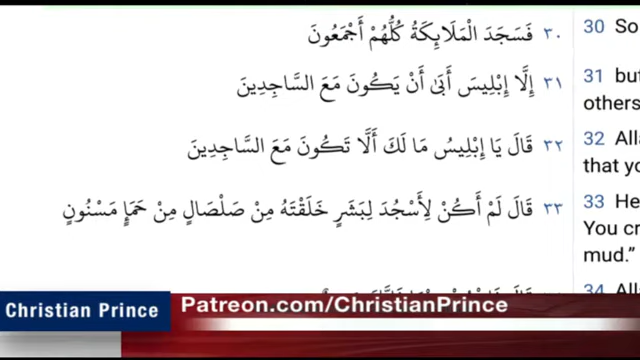 ٣٠ فَسَجَدَ الْمَلَائِكَةُ كُلُّهُمْ أَجْمَعُونَ
30 So
٣١ إِلَّا إِبْلِيسَ أَبَىٰ أَنْ يَكُونَ مَعَ السَّاجِدِينَ
31 but
others
٣٢ قَالَ يَا إِبْلِيسُ مَا لَكَ أَلَّا تَكُونَ مَعَ السَّاجِدِينَ
32 Alla
that yo
٣٣ قَالَ لَمْ أَكُنْ لِأَسْجُدَ لِبَشَرٍ خَلَقْتَهُ مِنْ صَلْصَالٍ مِنْ حَمَإٍ مَسْنُونٍ
33 He
You cr
mud.”
34 Alla
Christian Prince
Patreon.com/ChristianPrince